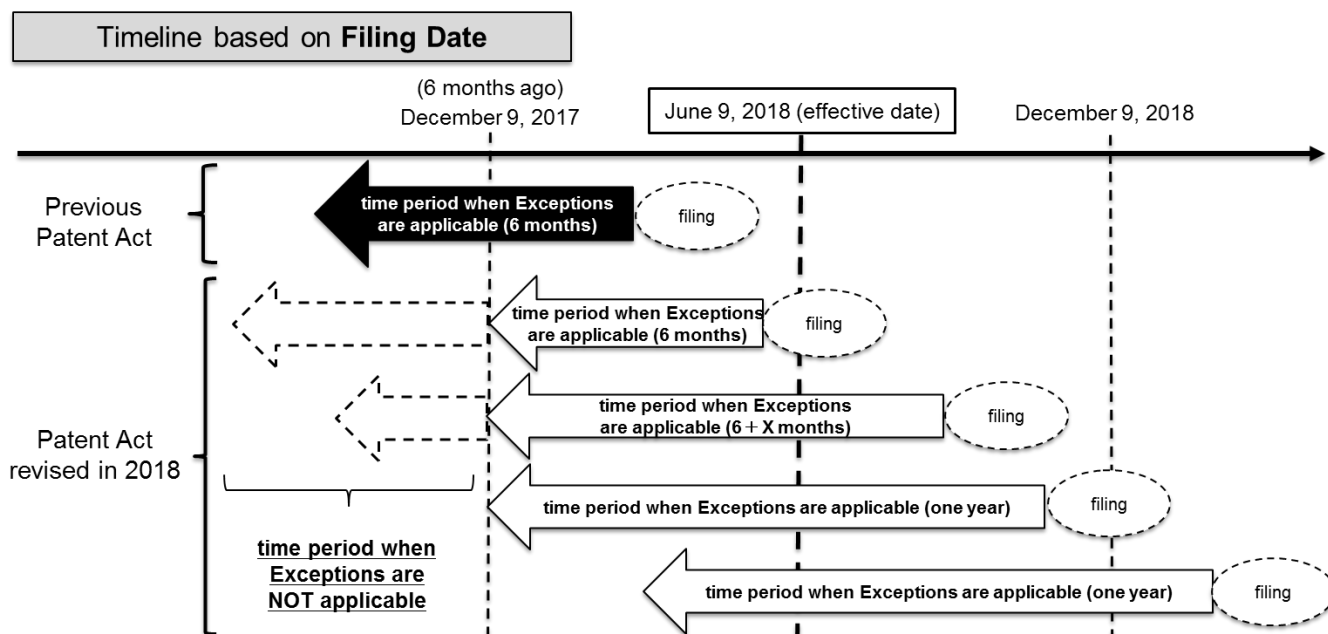 Timeline based on Filing Date
(6 months ago)
December 9, 2017
June 9, 2018 (effective date)
December 9, 2018
Previous
Patent Act
time period when Exceptions
are applicable (6 months)
filing
Patent Act
revised in 2018
time period when Exceptions
are applicable (6 months)
filing
time period when Exceptions
are applicable (6 + X months)
filing
time period when Exceptions are applicable (one year)
filing
time period when
Exceptions are
NOT applicable
time period when Exceptions are applicable (one year)
filing